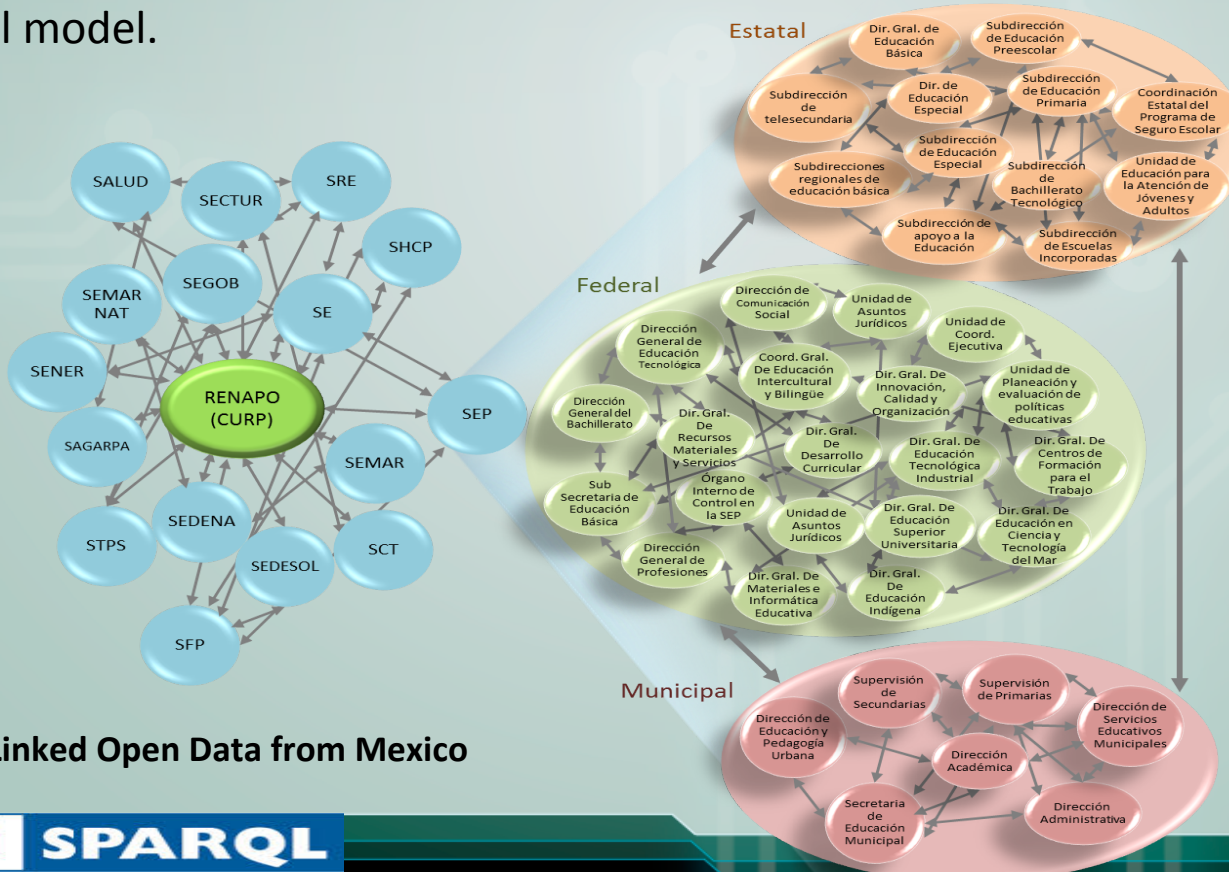 l model.
SALUD
SECTUR
SRE
SHCP
SEMAR
NAT
SEGOB
SE
SENER
RENAPO
(CURP)
SEP
SAGARPA
SEMAR
STPS
SEDENA
SEDESOL
SCT
SFP
Linked Open Data from Mexico
SPARQL
Estatal
Dir. Gral. de
Educación
Básica
Subdirección
de Educación
Preescolar
Subdirección
de
telesecundaria
Dir. de
Educación
Especial
Subdirección
de Educación
Primaria
Coordinación
Estatal del
Programa de
Seguro Escolar
Subdirección
de Educación
Especial
Subdirecciones
regionales de
educación básica
Subdirección
de
Bachillerato
Tecnológico
Unidad de
Educación para
la Atención de
Jóvenes y
Adultos
Subdirección de
apoyo a la
Educación
Subdirección
de Escuelas
Incorporadas
Federal
Dirección de
Comunicación
Social
Unidad de
Asuntos
Jurídicos
Unidad de
Coord.
Ejecutiva
Dirección
General de
Educación
Tecnológica
Coord. Gral.
De Educación
Intercultural
y Bilingüe
Dir. Gral. De
Innovación,
Calidad y
Organización
Unidad de
Planeación y
evaluación de
políticas
educativas
Dirección
General del
Bachillerato
Dir. Gral.
De
Recursos
Materiales
y Servicios
Dir. Gral.
De
Desarrollo
Curricular
Dir. Gral. De
Educación
Tecnológica
Industrial
Dir. Gral. De
Centros de
Formación
para el
Trabajo
Sub
Secretaria de
Educación
Básica
Órgano
Interno de
Control en
la SEP
Unidad de
Asuntos
Jurídicos
Dir. Gral. De
Educación
Superior
Universitaria
Dir. Gral. De
Educación en
Ciencia y
Tecnología
del Mar
Dirección
General de
Profesiones
Dir. Gral. De
Materiales e
Informática
Educativa
Dir. Gral.
De
Educación
Indígena
Municipal
Supervisión
de
Secundarias
Supervisión
de Primarias
Dirección de
Educación y
Pedagogía
Urbana
Dirección de
Servicios
Educativos
Municipales
Dirección
Académica
Secretaria
de
Educación
Municipal
Dirección
Administrativa